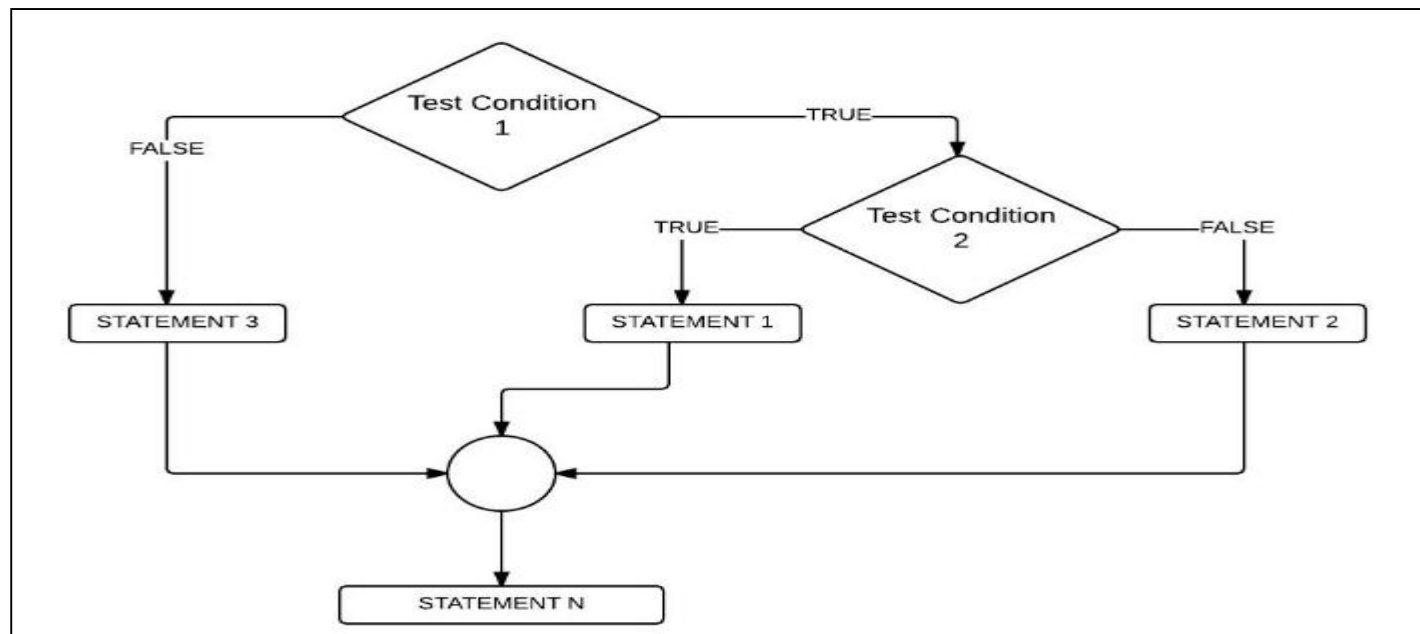 Test Condition
1
TRUE
FALSE
Test Condition
2
TRUE
FALSE
STATEMENT 3
STATEMENT 1
STATEMENT 2
STATEMENT N